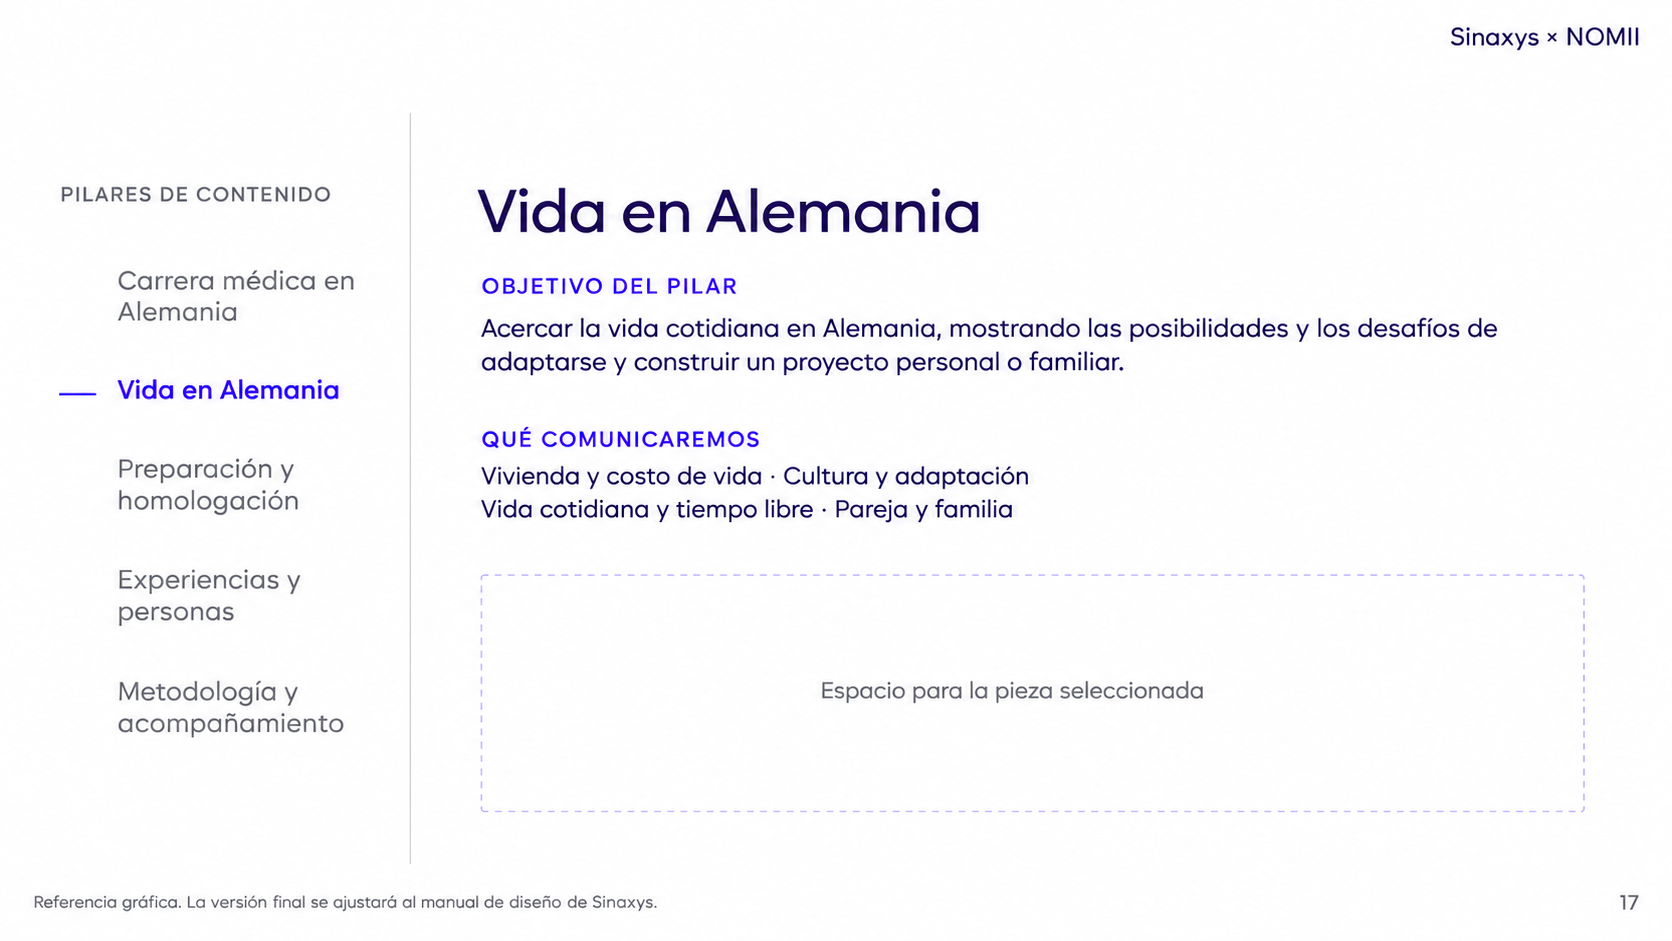 Sinaxys × NOMII
PILARES DE CONTENIDO
Carrera médica en
Alemania
Vida en Alemania
Preparación y
homologación
Experiencias y
personas
Metodología y
acompañamiento
Vida en Alemania
OBJETIVO DEL PILAR
Acercar la vida cotidiana en Alemania, mostrando las posibilidades y los desafíos de
adaptarse y construir un proyecto personal o familiar.
QUÉ COMUNICAREMOS
Vivienda y costo de vida · Cultura y adaptación
Vida cotidiana y tiempo libre · Pareja y familia
Espacio para la pieza seleccionada
Referencia gráfica. La versión final se ajustará al manual de diseño de Sinaxys.
17